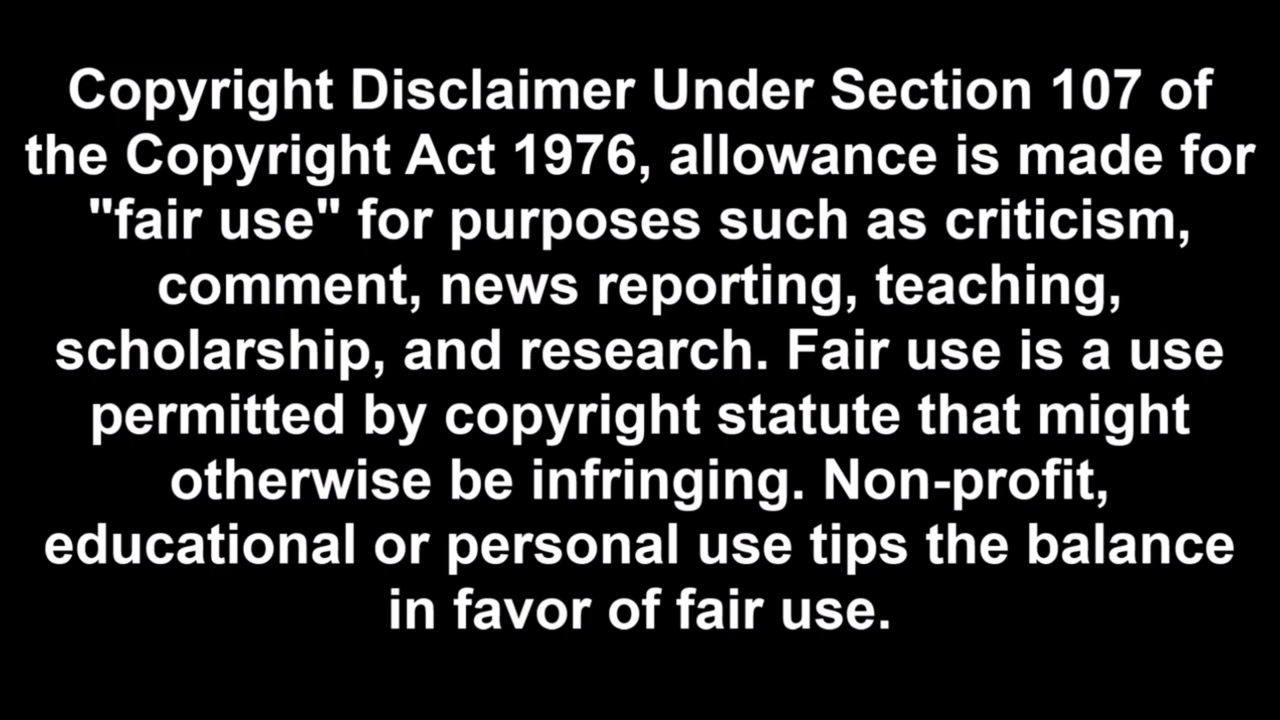 Copyright Disclaimer Under Section 107 of
the Copyright Act 1976, allowance is made for
"fair use" for purposes such as criticism,
comment, news reporting, teaching,
scholarship, and research. Fair use is a use
permitted by copyright statute that might
otherwise be infringing. Non-profit,
educational or personal use tips the balance
in favor of fair use.